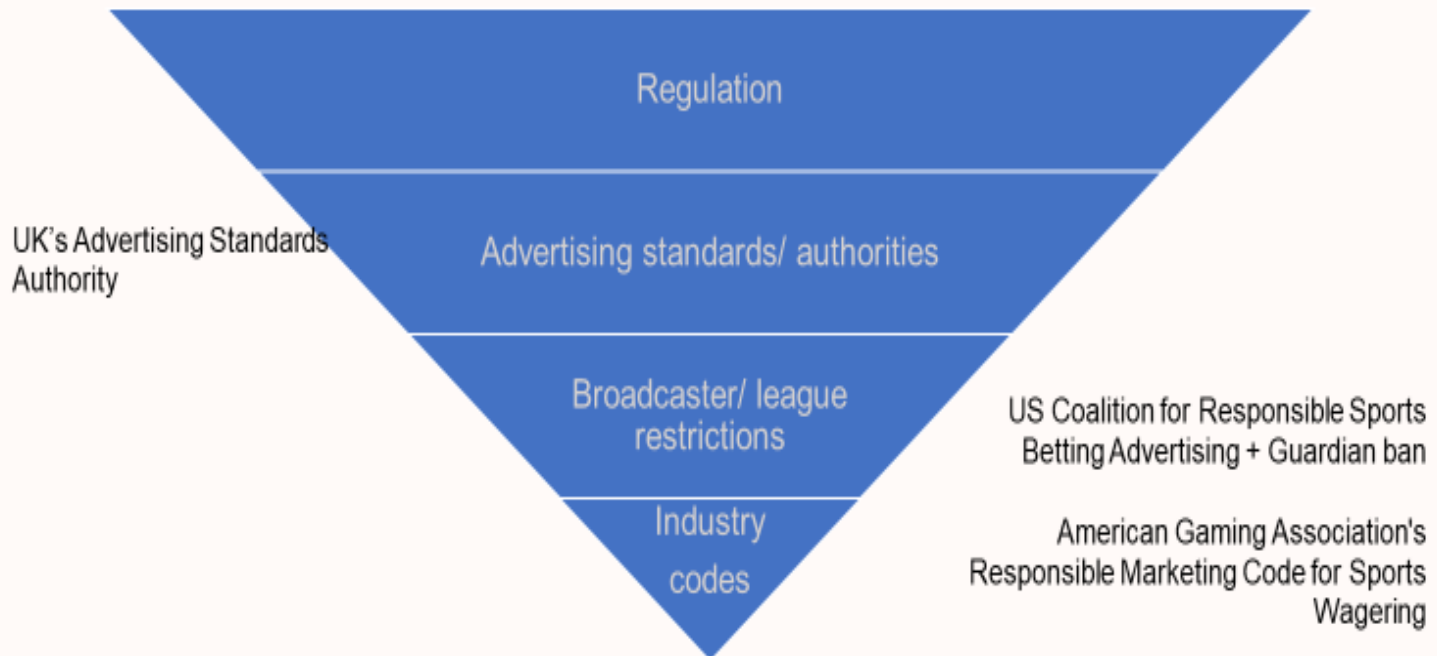 Regulation
UK’s Advertising Standards
Authority
Advertising standards/ authorities
Broadcaster/ league
restrictions
US Coalition for Responsible Sports
Betting Advertising + Guardian ban
Industry
codes
American Gaming Association's
Responsible Marketing Code for Sports
Wagering